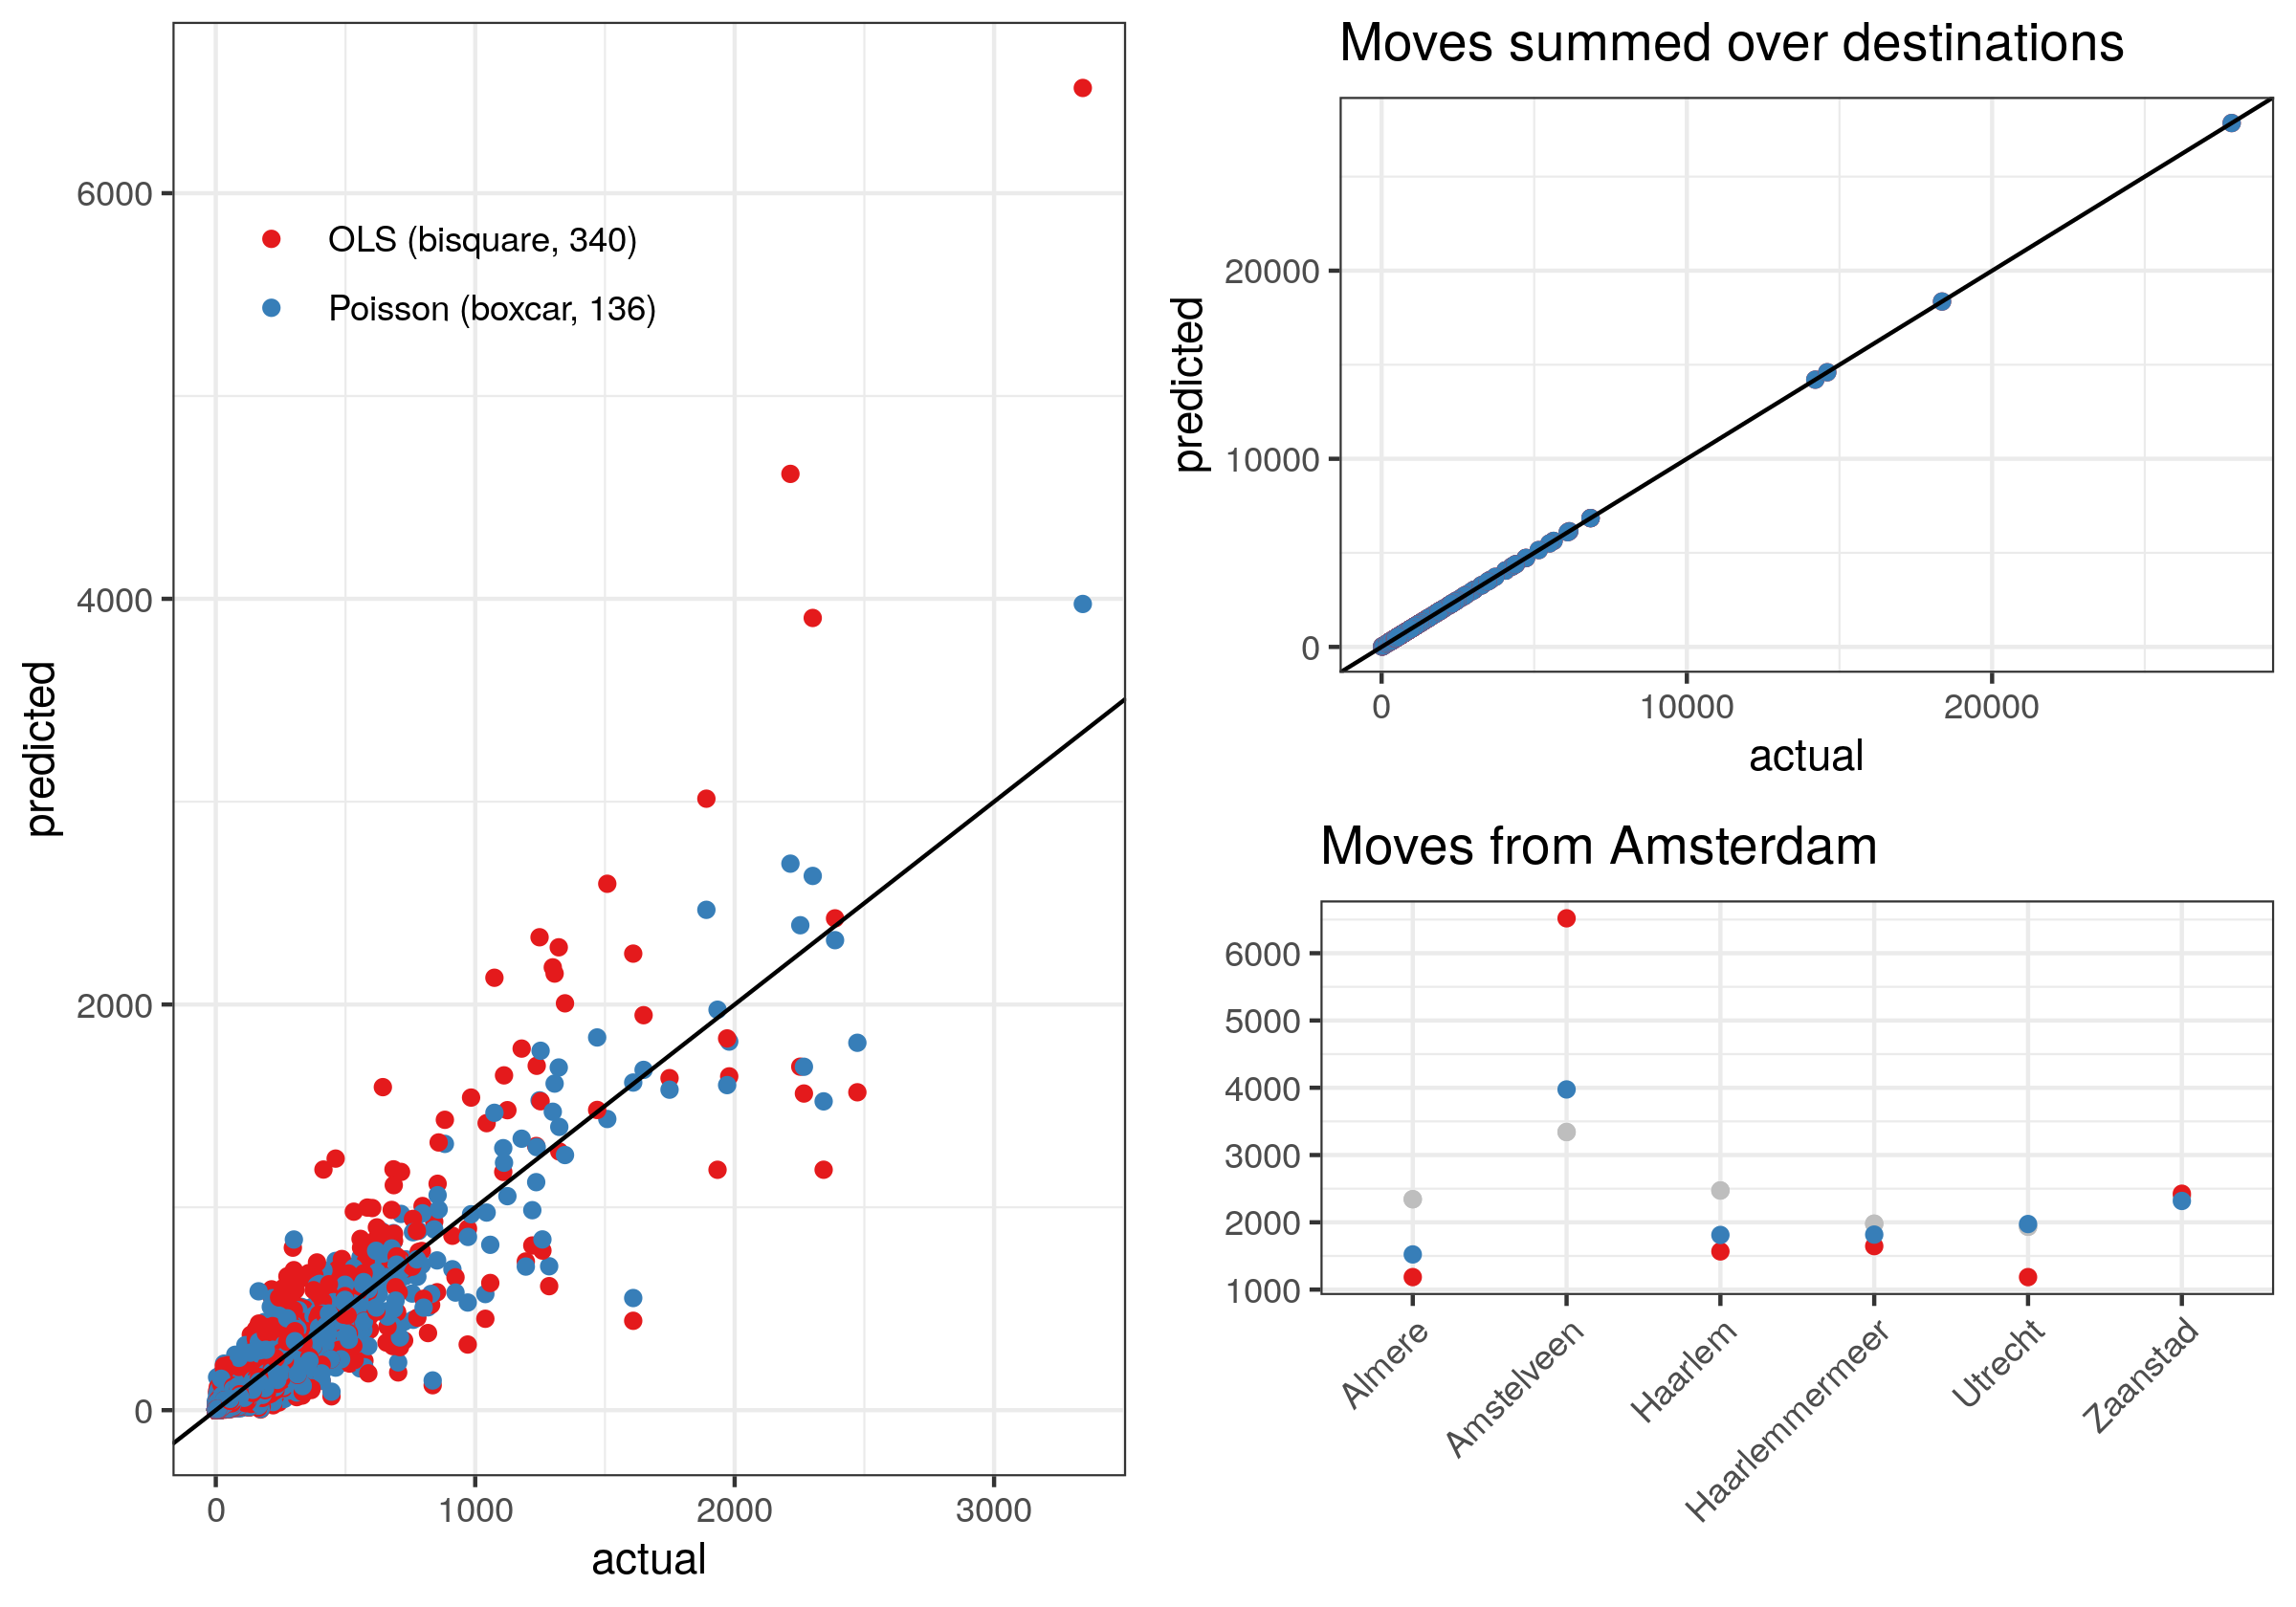 predicted
6000
4000
2000
0
OLS (bisquare, 340)
Poisson (boxcar, 136)
0 1000 2000 3000
actual
Moves summed over destinations
predicted
20000
10000
0
0 10000 20000
actual
Moves from Amsterdam
6000
5000
4000
3000
2000
1000
Almere Amstelveen Haarlem Haarlemmermeer Utrecht Zaanstad